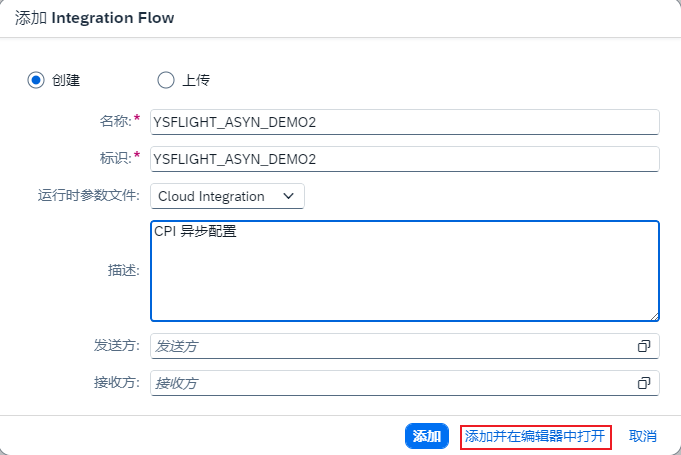 添加 Integration Flow
创建 上传
名称:* YSFLIGHT_ASYN_DEMO2
标识:* YSFLIGHT_ASYN_DEMO2
运行时参数文件: Cloud Integration
描述: CPI 异步配置
发送方: 发送方
接收方: 接收方
添加 添加并在编辑器中打开 取消